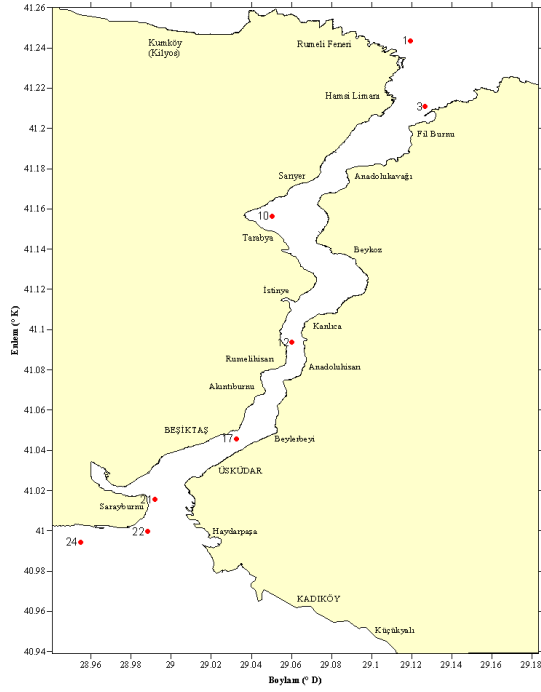 41.26
Kumköy
(Kilyos)
Rumeli Feneri
1
41.24
41.22
Hamsi Limanı
3
41.2
Fil Burnu
41.18
Sarıyer
Anadolukavağı
41.16
10
Tarabya
41.14
Beykoz
41.12
İstinye
41.1
Kanlıca
12
Rumelihisarı
41.08
Anadoluhisarı
Akıntıburnu
41.06
BEŞİKTAŞ
17
Beylerbeyi
41.04
ÜSKÜDAR
41.02
21
Sarayburnu
41
22
Haydarpaşa
24
40.98
40.96
KADIKÖY
Küçükyalı
40.94
28.96 28.98 29 29.02 29.04 29.06 29.08 29.1 29.12 29.14 29.16 29.18
Boylam (° D)
Enlem (° K)